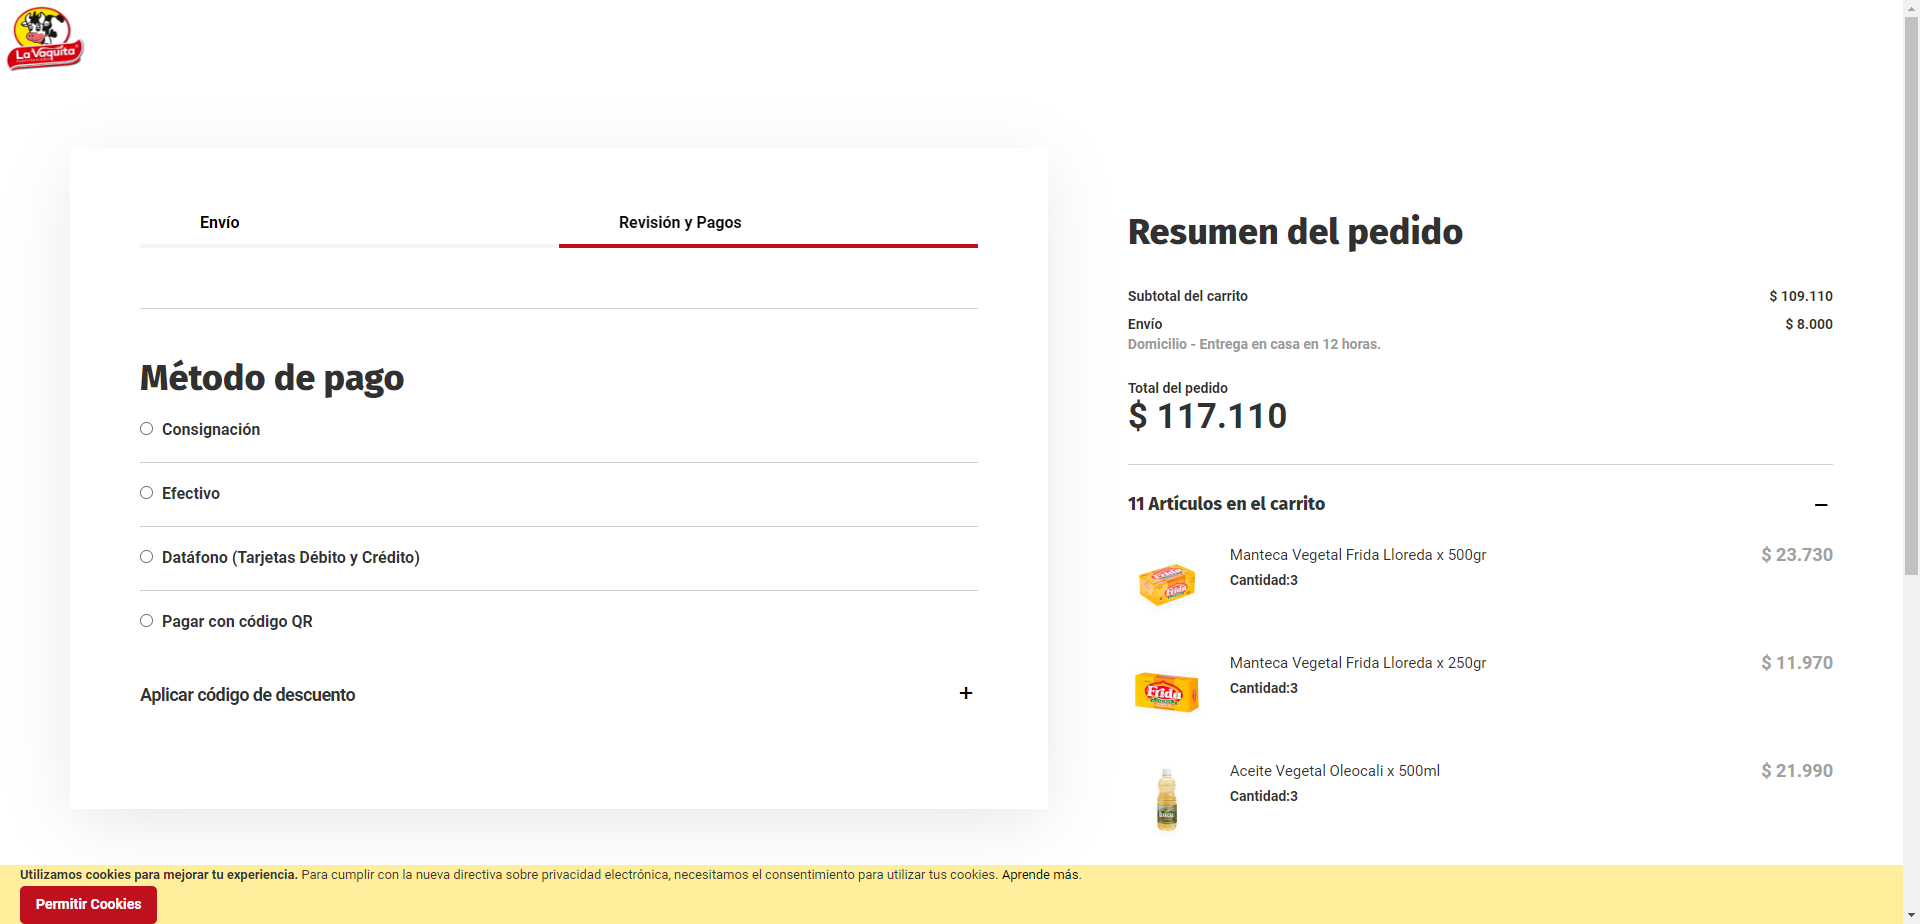 La Vaquita
Envío
Revisión y Pagos
Método de pago
Consignación
Efectivo
Datáfono (Tarjetas Débito y Crédito)
Pagar con código QR
Aplicar código de descuento
+
Resumen del pedido
Subtotal del carrito $ 109.110
Envío $ 8.000
Domicilio - Entrega en casa en 12 horas.
Total del pedido
$ 117.110
11 Artículos en el carrito
Manteca Vegetal Frida Lloreda x 500gr $ 23.730
Cantidad:3
Frida
Manteca Vegetal Frida Lloreda x 250gr $ 11.970
Cantidad:3
Frida
Aceite Vegetal Oleocali x 500ml $ 21.990
Cantidad:3
Utilizamos cookies para mejorar tu experiencia. Para cumplir con la nueva directiva sobre privacidad electrónica, necesitamos el consentimiento para utilizar tus cookies. Aprende más.
Permitir Cookies